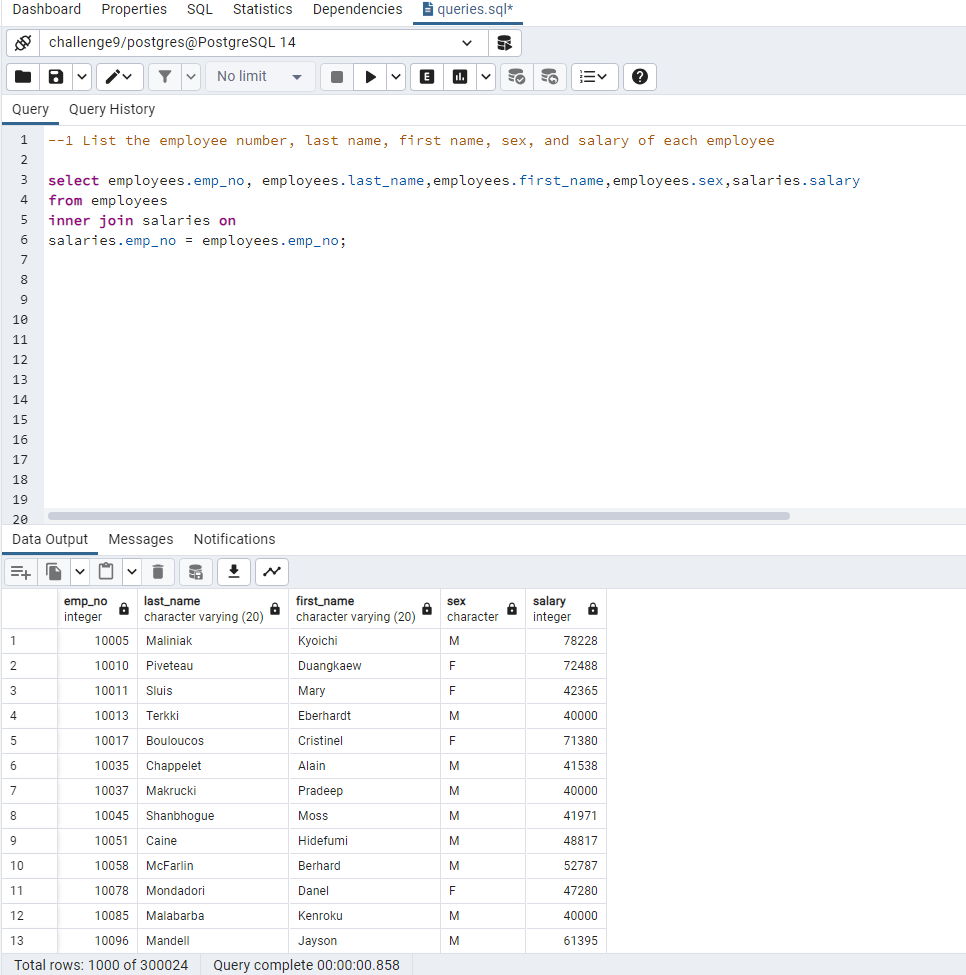 Dashboard Properties SQL Statistics Dependencies queries.sql*
challenge9/postgres@PostgreSQL 14
No limit
E
Query Query History
1 --1 List the employee number, last name, first name, sex, and salary of each employee
2
3 select employees.emp_no, employees.last_name,employees.first_name,employees.sex,salaries.salary
4 from employees
5 inner join salaries on
6 salaries.emp_no = employees.emp_no;
7
8
9
10
11
12
13
14
15
16
17
18
19
20
Data Output Messages Notifications
emp_no last_name first_name sex salary
integer character varying (20) character varying (20) character integer
1 10005 Maliniak Kyoichi M 78228
2 10010 Piveteau Duangkaew F 72488
3 10011 Sluis Mary F 42365
4 10013 Terkki Eberhardt M 40000
5 10017 Bouloucos Cristinel F 71380
6 10035 Chappelet Alain M 41538
7 10037 Makrucki Pradeep M 40000
8 10045 Shanbhogue Moss M 41971
9 10051 Caine Hidefumi M 48817
10 10058 McFarlin Berhard M 52787
11 10078 Mondadori Danel F 47280
12 10085 Malabarba Kenroku M 40000
13 10096 Mandell Jayson M 61395
Total rows: 1000 of 300024 Query complete 00:00:00.858